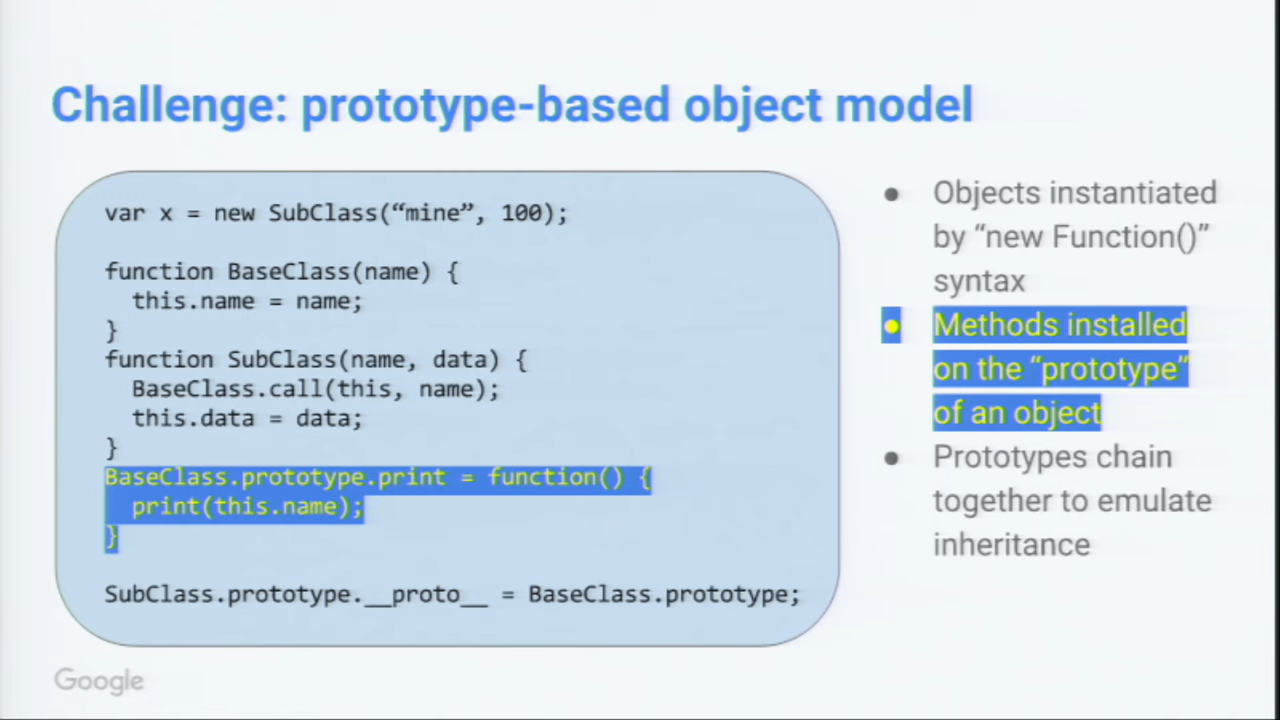 Challenge: prototype-based object model
var x = new SubClass(“mine”, 100);
function BaseClass(name) {
  this.name = name;
}
function SubClass(name, data) {
  BaseClass.call(this, name);
  this.data = data;
}
BaseClass.prototype.print = function() {
  print(this.name);
}
SubClass.prototype.__proto__ = BaseClass.prototype;
● Objects instantiated
by “new Function()”
syntax
● Methods installed
on the “prototype”
of an object
● Prototypes chain
together to emulate
inheritance
Google